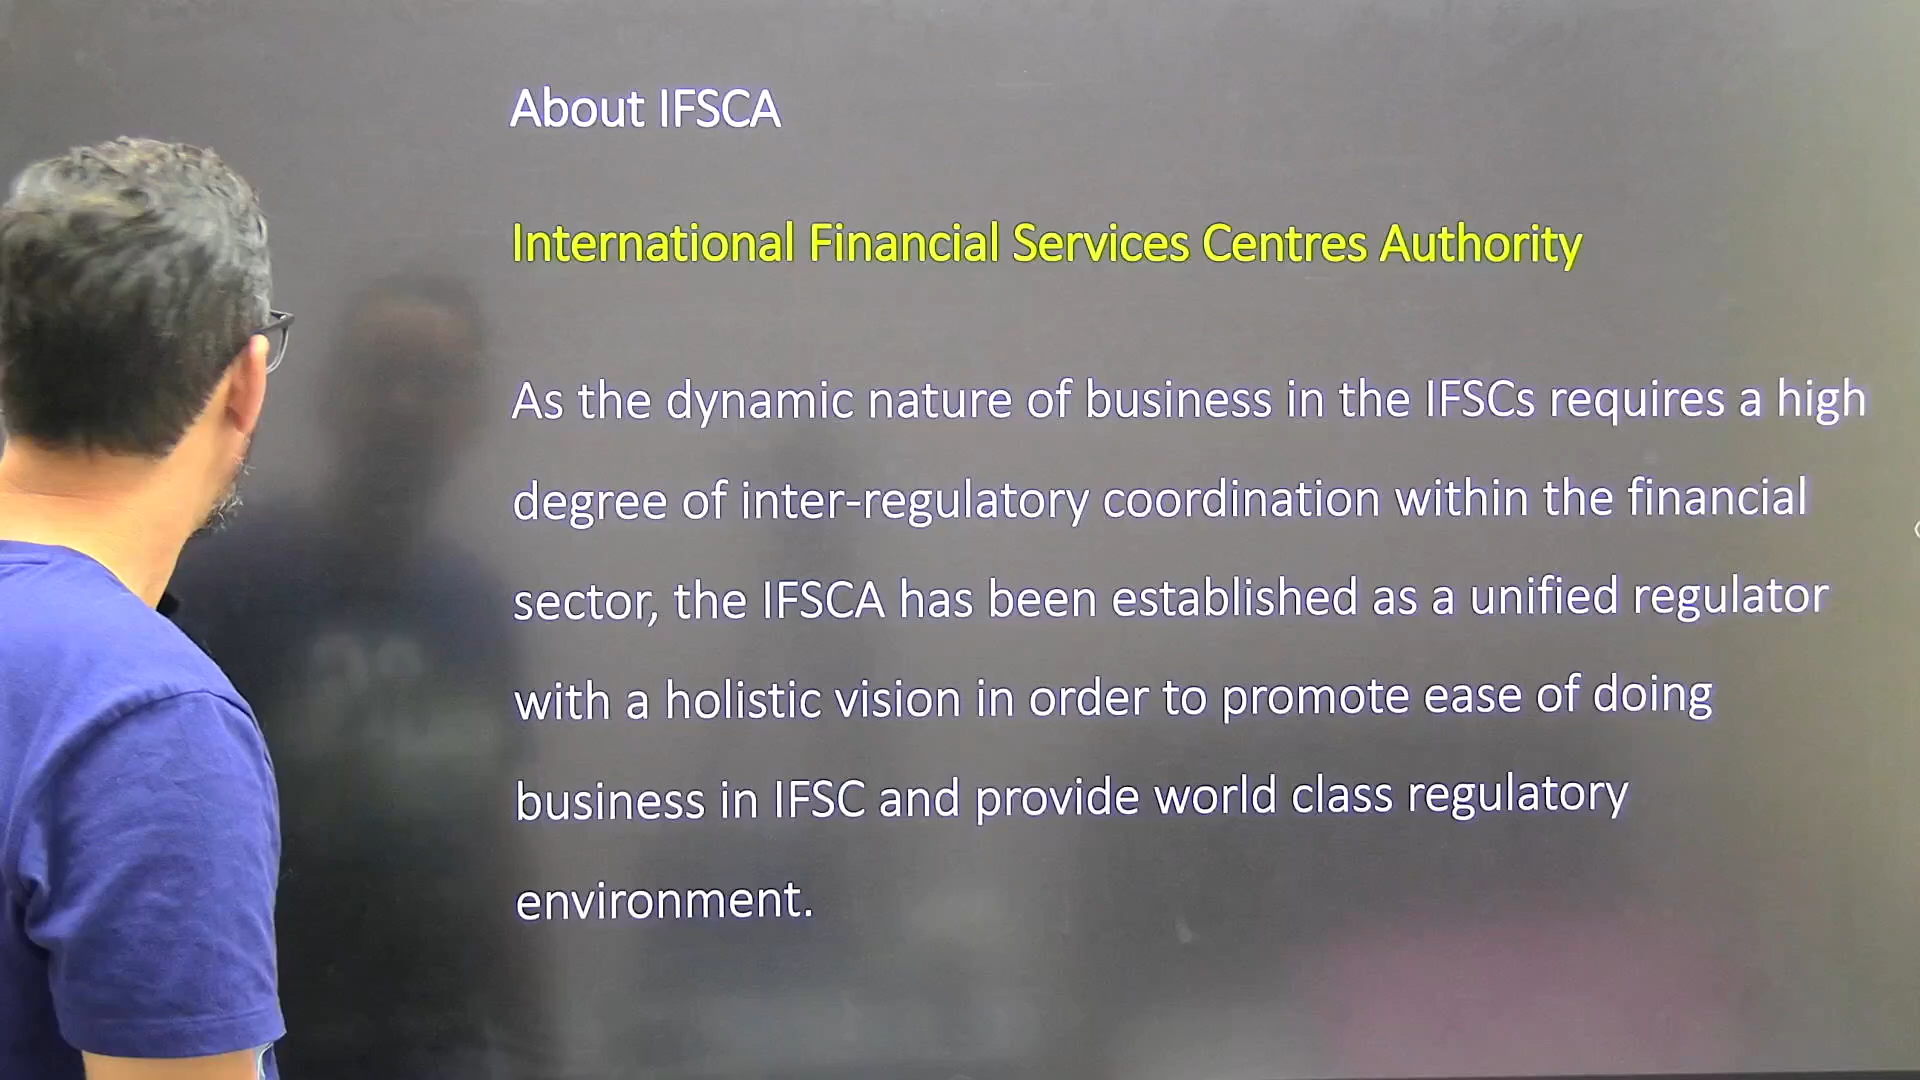 About IFSCA
International Financial Services Centres Authority
As the dynamic nature of business in the IFSCs requires a high
degree of inter-regulatory coordination within the financial
sector, the IFSCA has been established as a unified regulator
with a holistic vision in order to promote ease of doing
business in IFSC and provide world class regulatory
environment.